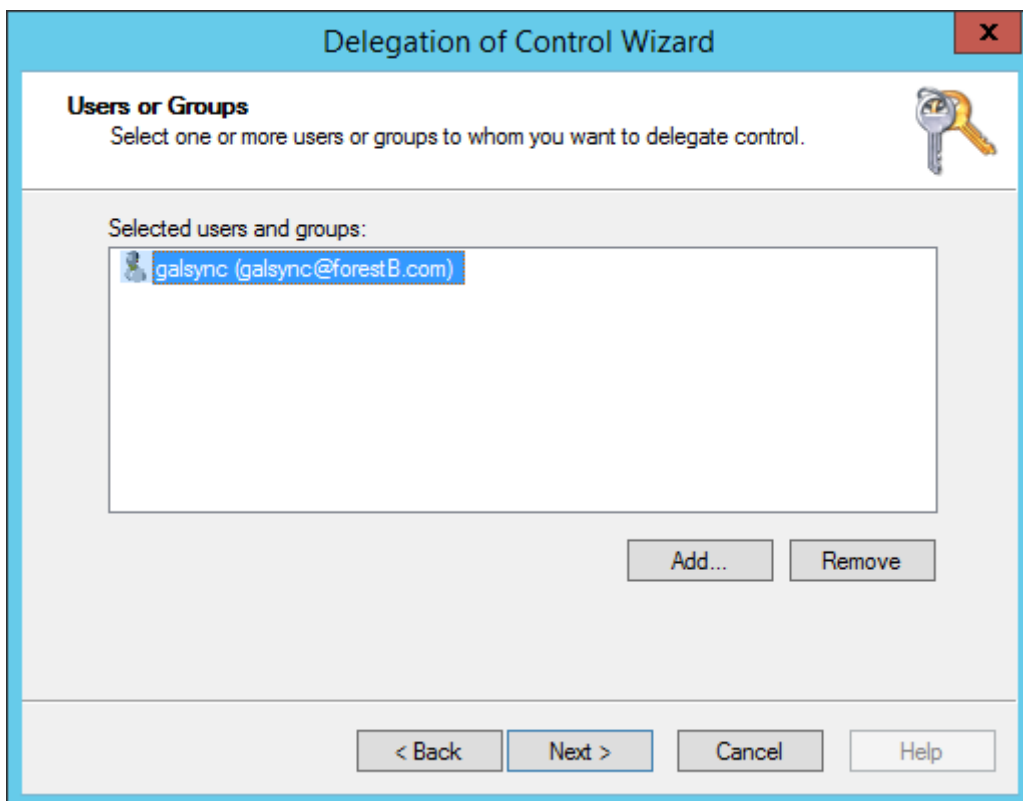 Delegation of Control Wizard
x
Users or Groups
Select one or more users or groups to whom you want to delegate control.
Selected users and groups:
galsync (galsync@forestB.com)
Add...
Remove
< Back
Next >
Cancel
Help